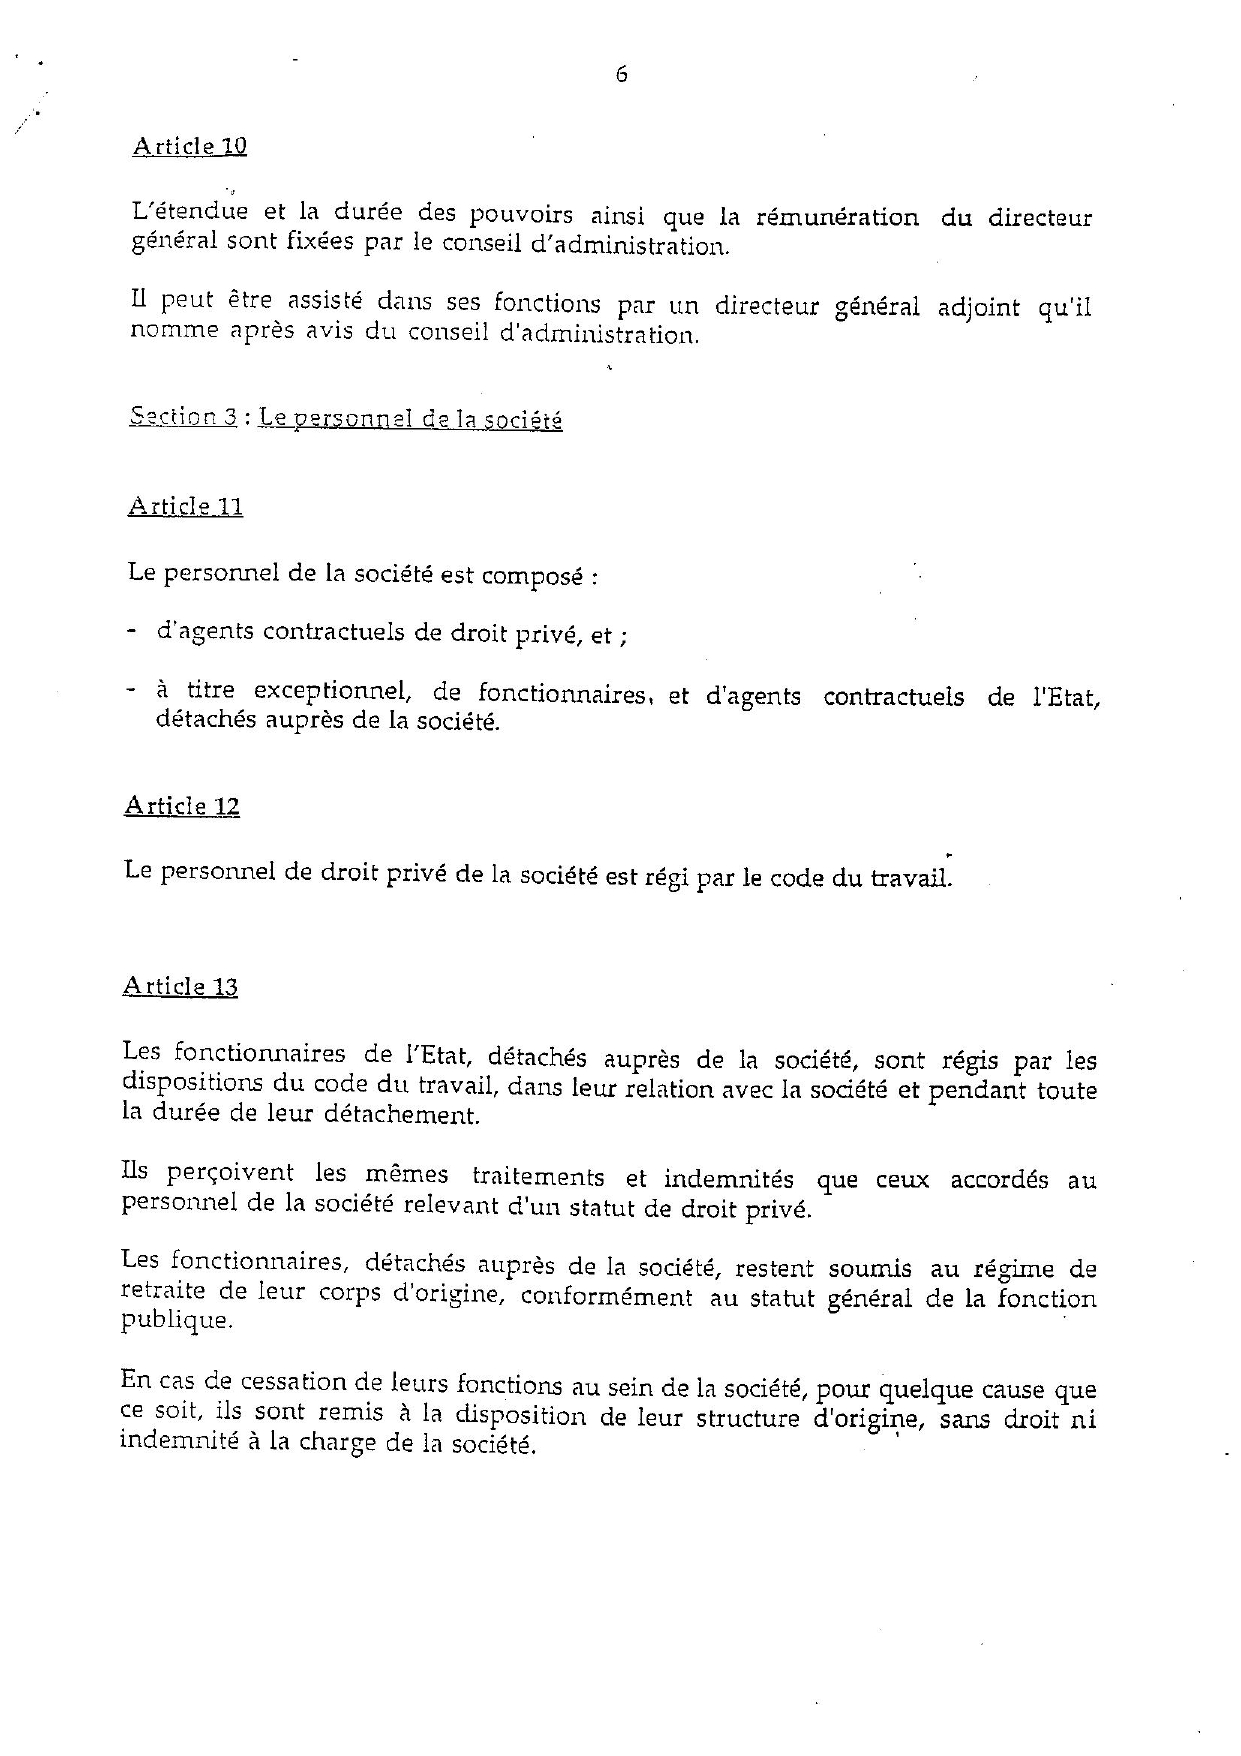 6
Article 10
L'étendue et la durée des pouvoirs ainsi que la rémunération du directeur
général sont fixées par le conseil d'administration.
Il peut être assisté dans ses fonctions par un directeur général adjoint qu'il
nomme après avis du conseil d'administration.
Section 3 : Le personnel de la société
Article 11
Le personnel de la société est composé :
- d'agents contractuels de droit privé, et ;
- à titre exceptionnel, de fonctionnaires, et d'agents contractuels de l'Etat,
détachés auprès de la société.
Article 12
Le personnel de droit privé de la société est régi par le code du travail.
Article 13
Les fonctionnaires de l'Etat, détachés auprès de la société, sont régis par les
dispositions du code du travail, dans leur relation avec la société et pendant toute
la durée de leur détachement.
Ils perçoivent les mêmes traitements et indemnités que ceux accordés au
personnel de la société relevant d'un statut de droit privé.
Les fonctionnaires, détachés auprès de la société, restent soumis au régime de
retraite de leur corps d'origine, conformément au statut général de la fonction
publique.
En cas de cessation de leurs fonctions au sein de la société, pour quelque cause que
ce soit, ils sont remis à la disposition de leur structure d'origine, sans droit ni
indemnité à la charge de la société.